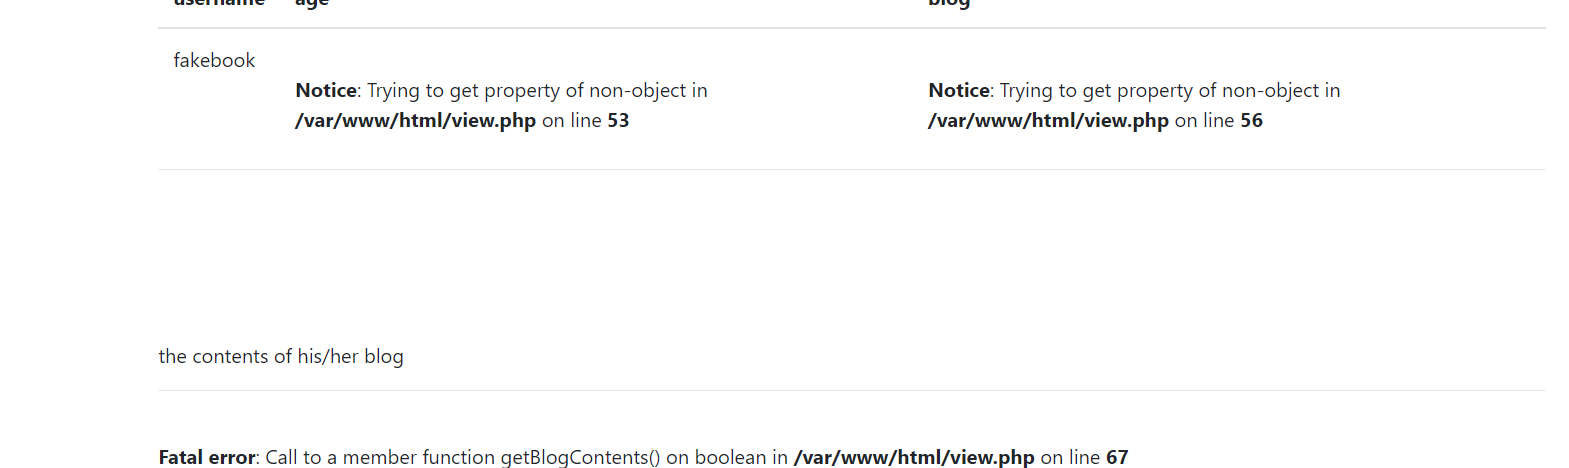 username age blog
fakebook
Notice: Trying to get property of non-object in
/var/www/html/view.php on line 53
Notice: Trying to get property of non-object in
/var/www/html/view.php on line 56
the contents of his/her blog
Fatal error: Call to a member function getBlogContents() on boolean in /var/www/html/view.php on line 67